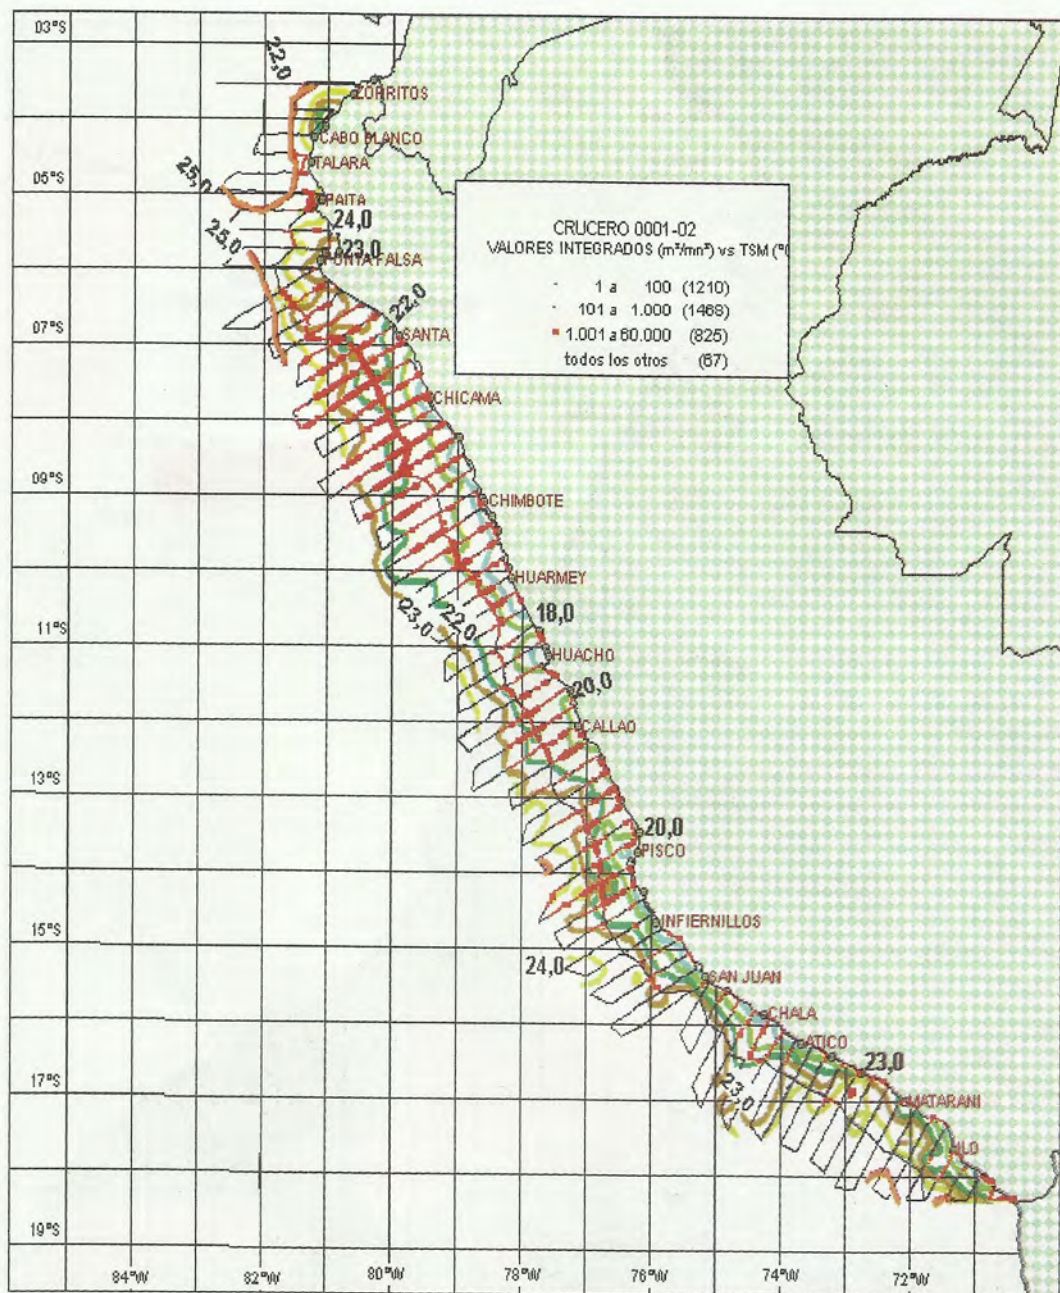 03°S
22,0
ZORRITOS
CABO BLANCO
TALARA
25,0
05°S
PAITA
24,0
25,0
23,0
PUNTA FALSA
CRUCERO 0001-02
VALORES INTEGRADOS (m²/mn²) vs TSM (°
1 a 100 (1210)
101 a 1.000 (1468)
1.001 a 60.000 (825)
todos los otros (67)
22,0
07°S
SANTA
CHICAMA
09°S
CHIMBOTE
HUARMEY
18,0
23,0
22,0
11°S
HUACHO
20,0
CALLAO
13°S
20,0
PISCO
INFIERNILLOS
15°S
24,0
SAN JUAN
CHALA
ATICO
23,0
17°S
23,0
MATARANI
ILO
19°S
84°W 80°W 78°W 76°W 74°W 72°W